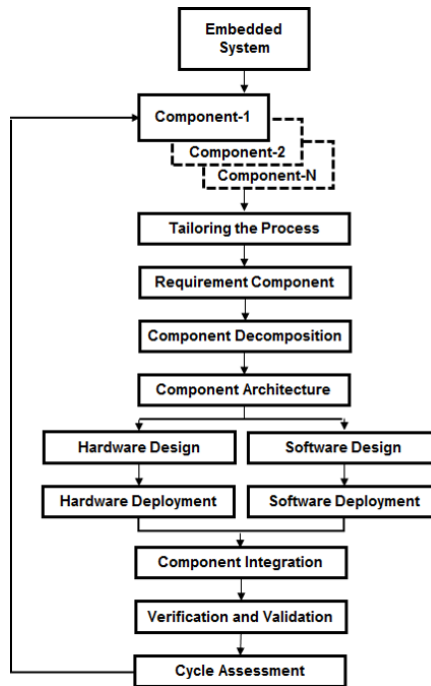 Embedded
System
Component-1
Component-2
Component-N
Tailoring the Process
Requirement Component
Component Decomposition
Component Architecture
Hardware Design
Software Design
Hardware Deployment
Software Deployment
Component Integration
Verification and Validation
Cycle Assessment